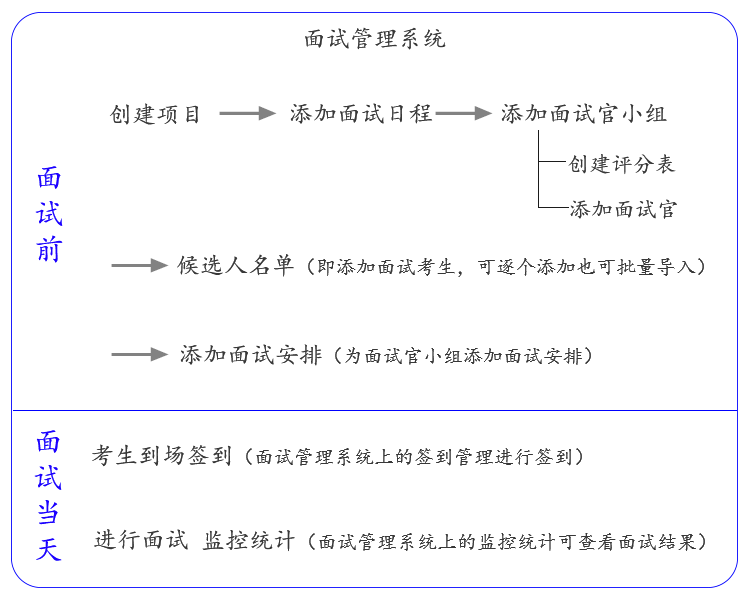 面试管理系统
创建项目 添加面试日程 添加面试官小组
创建评分表
添加面试官
面试前
候选人名单（即添加面试考生，可逐个添加也可批量导入）
添加面试安排（为面试官小组添加面试安排）
面试当天
考生到场签到（面试管理系统上的签到管理进行签到）
进行面试 监控统计（面试管理系统上的监控统计可查看面试结果）